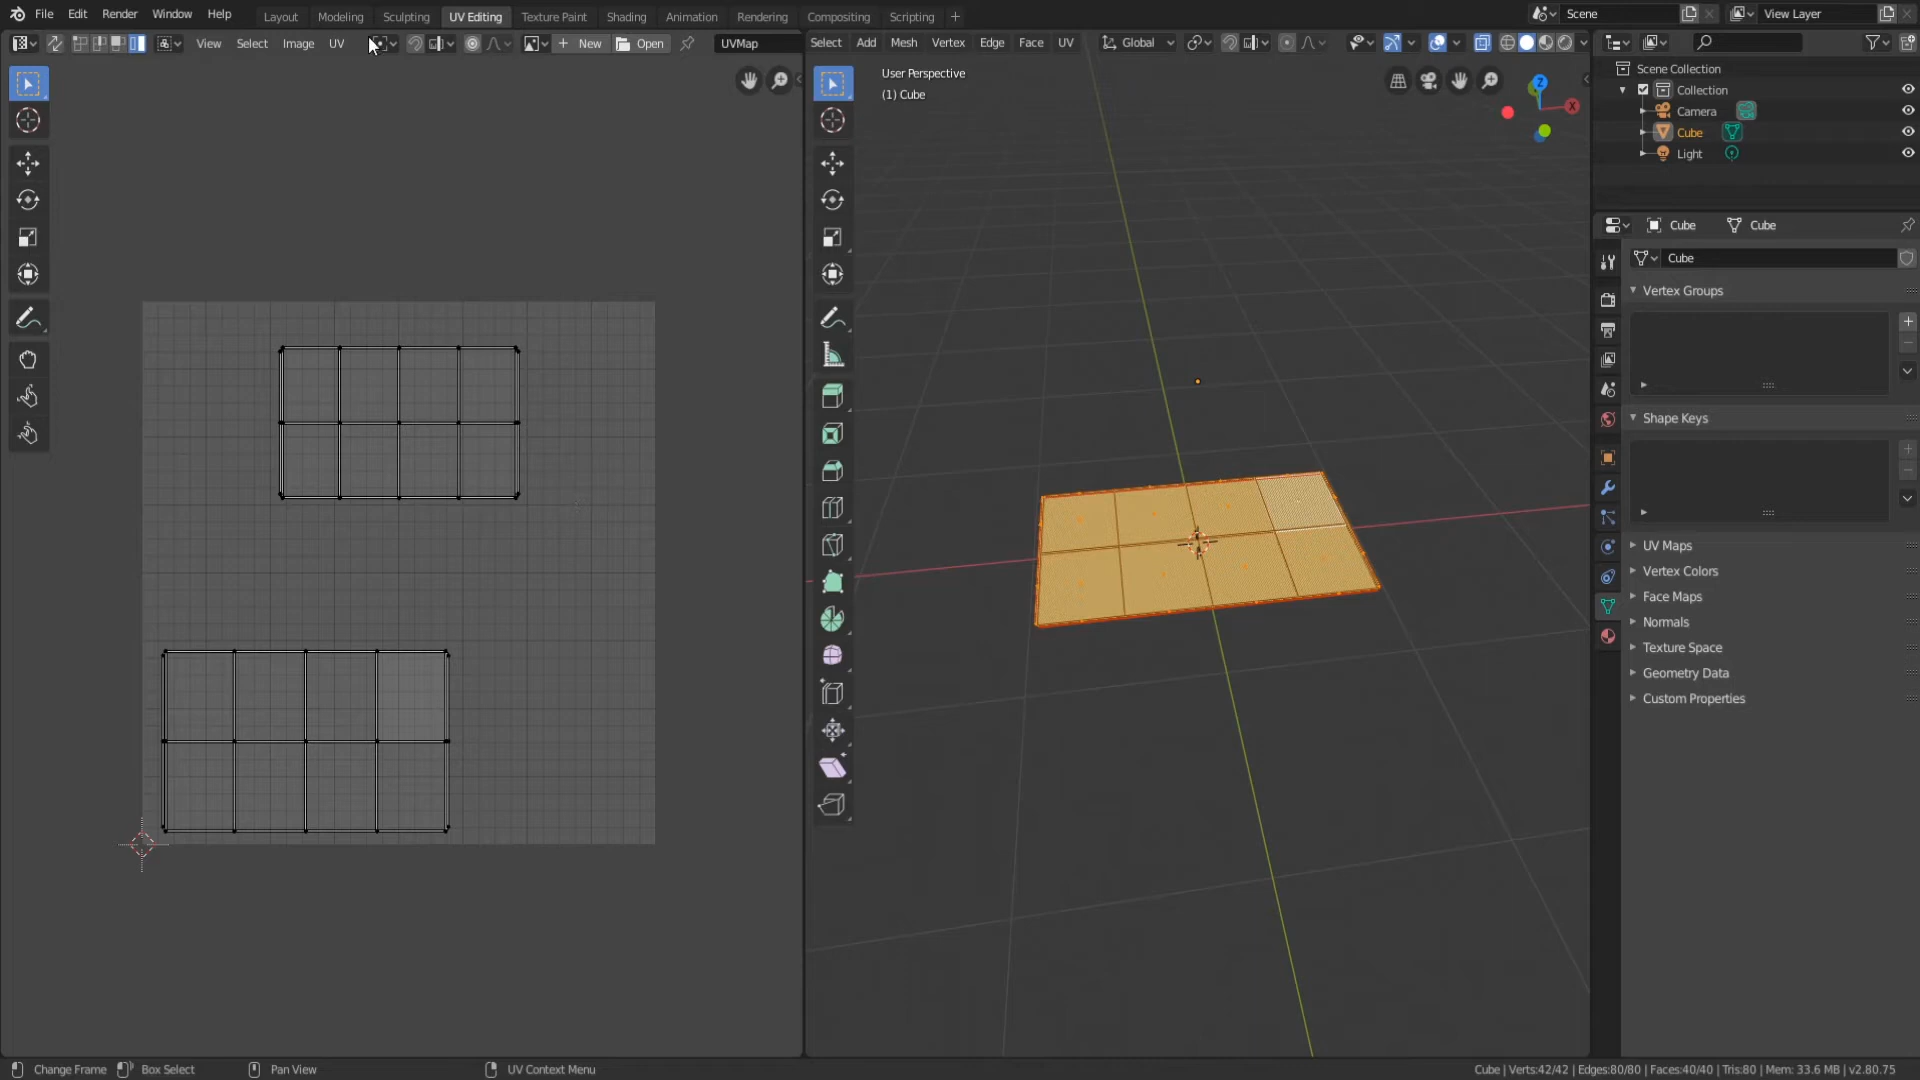 File Edit Render Window Help Layout Modeling Sculpting UV Editing Texture Paint Shading Animation Rendering Compositing Scripting + Scene View Layer
View Select Image UV New Open UVMap Select Add Mesh Vertex Edge Face UV Global
User Perspective
(1) Cube
Scene Collection
Collection
Camera
Cube
Light
Cube Cube
Cube
Vertex Groups
Shape Keys
UV Maps
Vertex Colors
Face Maps
Normals
Texture Space
Geometry Data
Custom Properties
Z
X
Change Frame Box Select Pan View UV Context Menu Cube | Verts:42/42 | Edges:80/80 | Faces:40/40 | Tris:80 | Mem: 33.6 MB | v2.80.75